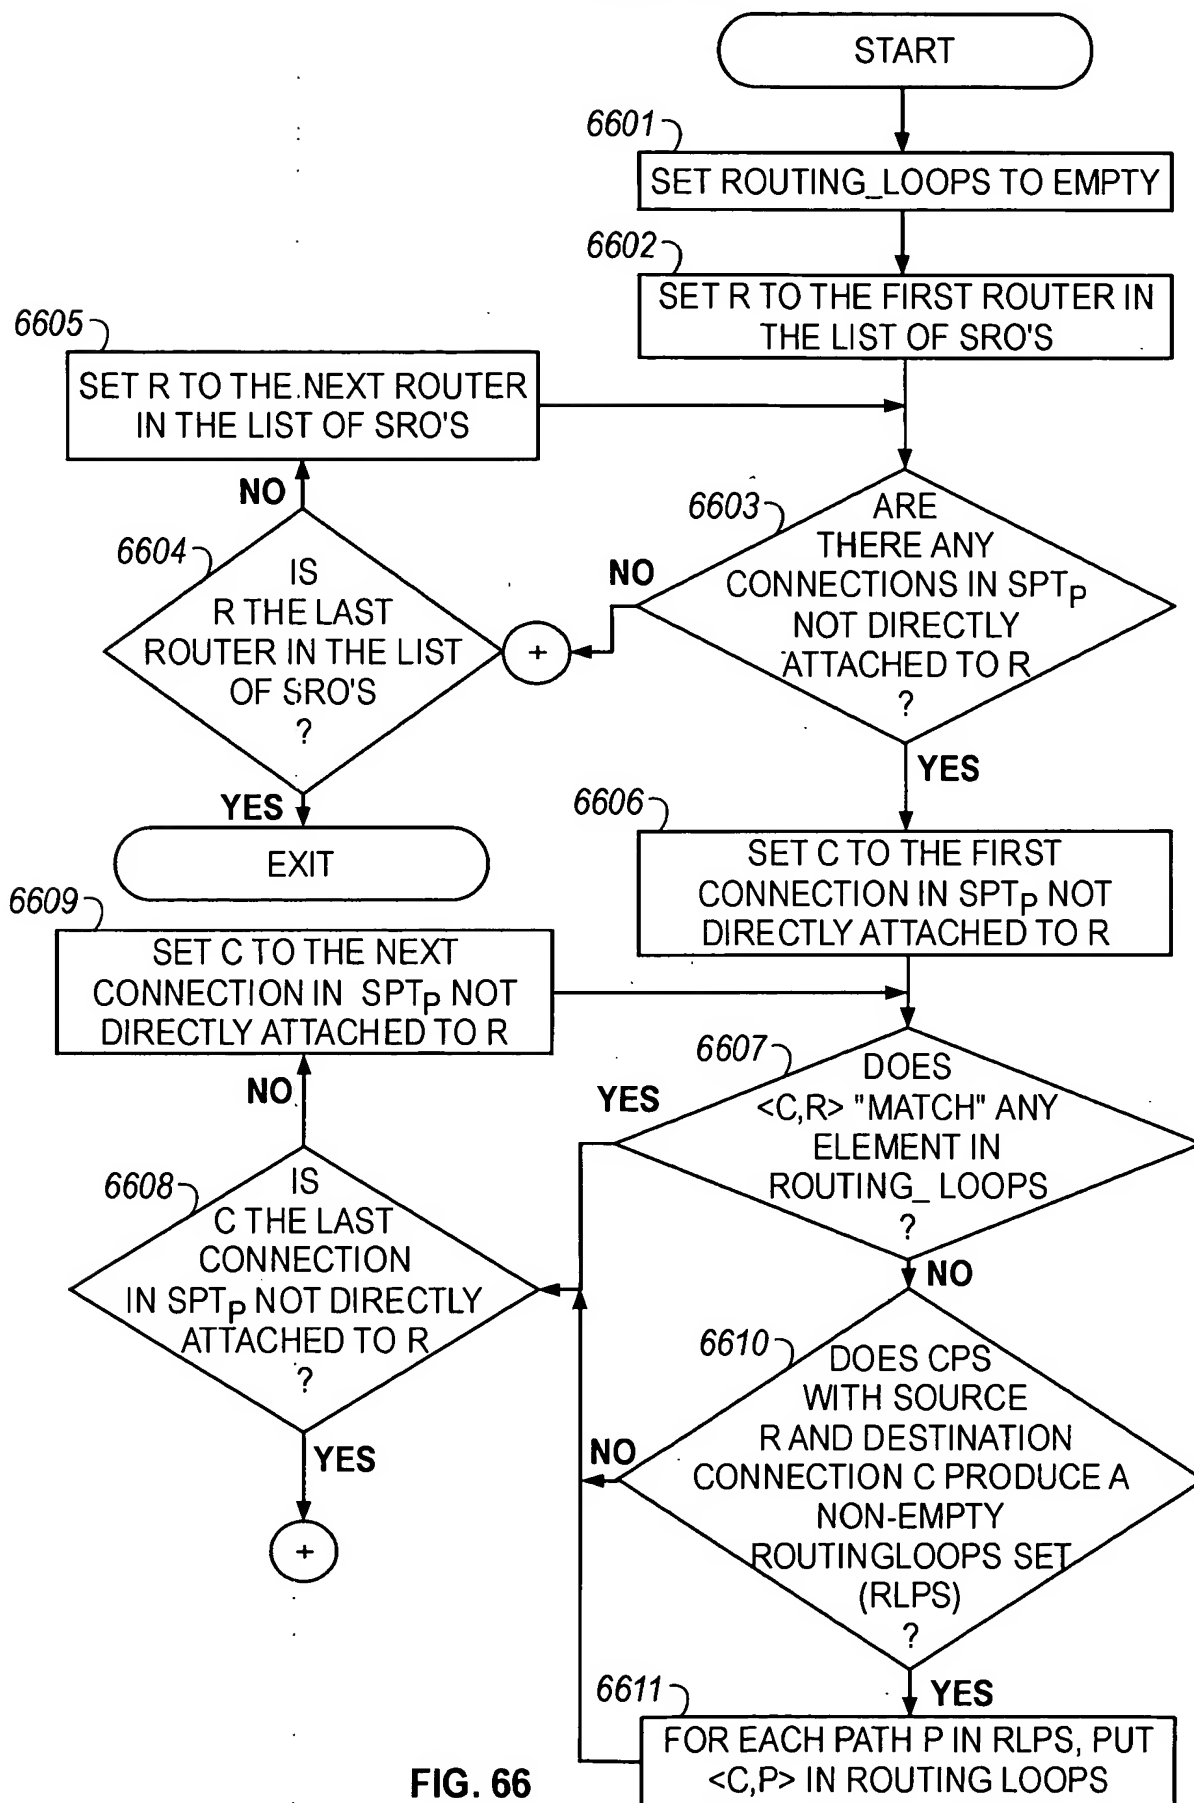 START
6601
SET ROUTING_LOOPS TO EMPTY
6602
SET R TO THE FIRST ROUTER IN
THE LIST OF SRO'S
6605
SET R TO THE NEXT ROUTER
IN THE LIST OF SRO'S
NO
6604
IS
R THE LAST
ROUTER IN THE LIST
OF SRO'S
?
YES
EXIT
+
6603
ARE
THERE ANY
CONNECTIONS IN SPTP
NOT DIRECTLY
ATTACHED TO R
?
NO
YES
6606
SET C TO THE FIRST
CONNECTION IN SPTP NOT
DIRECTLY ATTACHED TO R
6609
SET C TO THE NEXT
CONNECTION IN SPTP NOT
DIRECTLY ATTACHED TO R
NO
6608
IS
C THE LAST
CONNECTION
IN SPTP NOT DIRECTLY
ATTACHED TO R
?
YES
+
6607
DOES
<C,R> "MATCH" ANY
ELEMENT IN
ROUTING_ LOOPS
?
YES
NO
6610
DOES CPS
WITH SOURCE
R AND DESTINATION
CONNECTION C PRODUCE A
NON-EMPTY
ROUTINGLOOPS SET
(RLPS)
?
NO
YES
6611
FOR EACH PATH P IN RLPS, PUT
<C,P> IN ROUTING LOOPS
FIG. 66